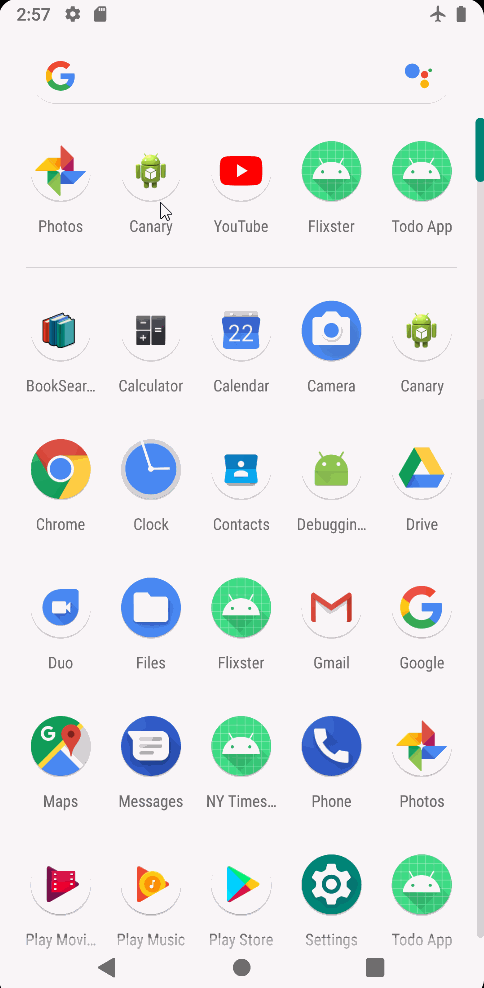 2:57
Photos Canary YouTube Flixster Todo App
BookSear... Calculator 22 Calendar Camera Canary
Chrome Clock Contacts Debuggin... Drive
Duo Files Flixster Gmail Google
Maps Messages NY Times... Phone Photos
Play Movi... Play Music Play Store Settings Todo App